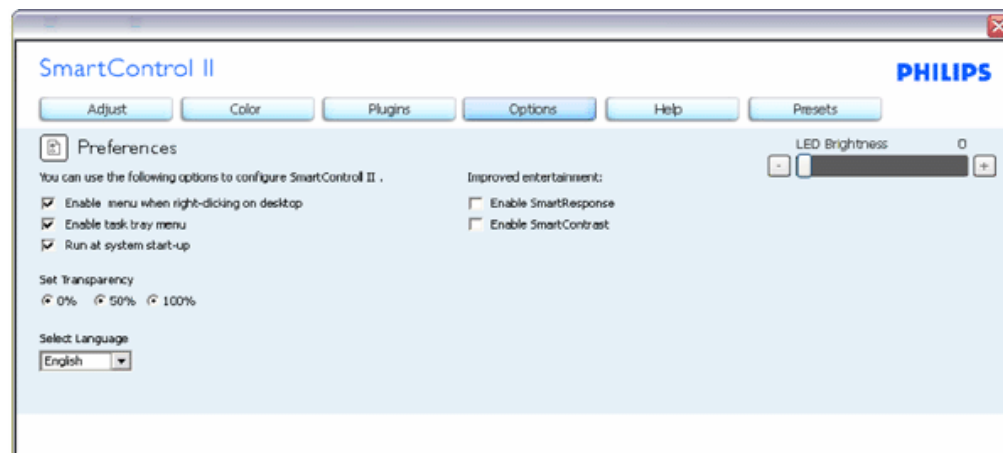 SmartControl II
PHILIPS
Adjust Color Plugins Options Help Presets
Preferences
LED Brightness 0
- +
You can use the following options to configure SmartControl II .
Improved entertainment:
Enable menu when right-clicking on desktop
Enable SmartResponse
Enable task tray menu
Enable SmartContrast
Run at system start-up
Set Transparency
0% 50% 100%
Select Language
English